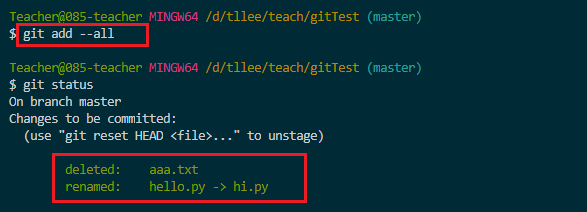 Teacher@085-teacher MINGW64 /d/tllee/teach/gitTest (master)
$ git add --all
Teacher@085-teacher MINGW64 /d/tllee/teach/gitTest (master)
$ git status
On branch master
Changes to be committed:
  (use "git reset HEAD <file>..." to unstage)
        deleted:    aaa.txt
        renamed:    hello.py -> hi.py